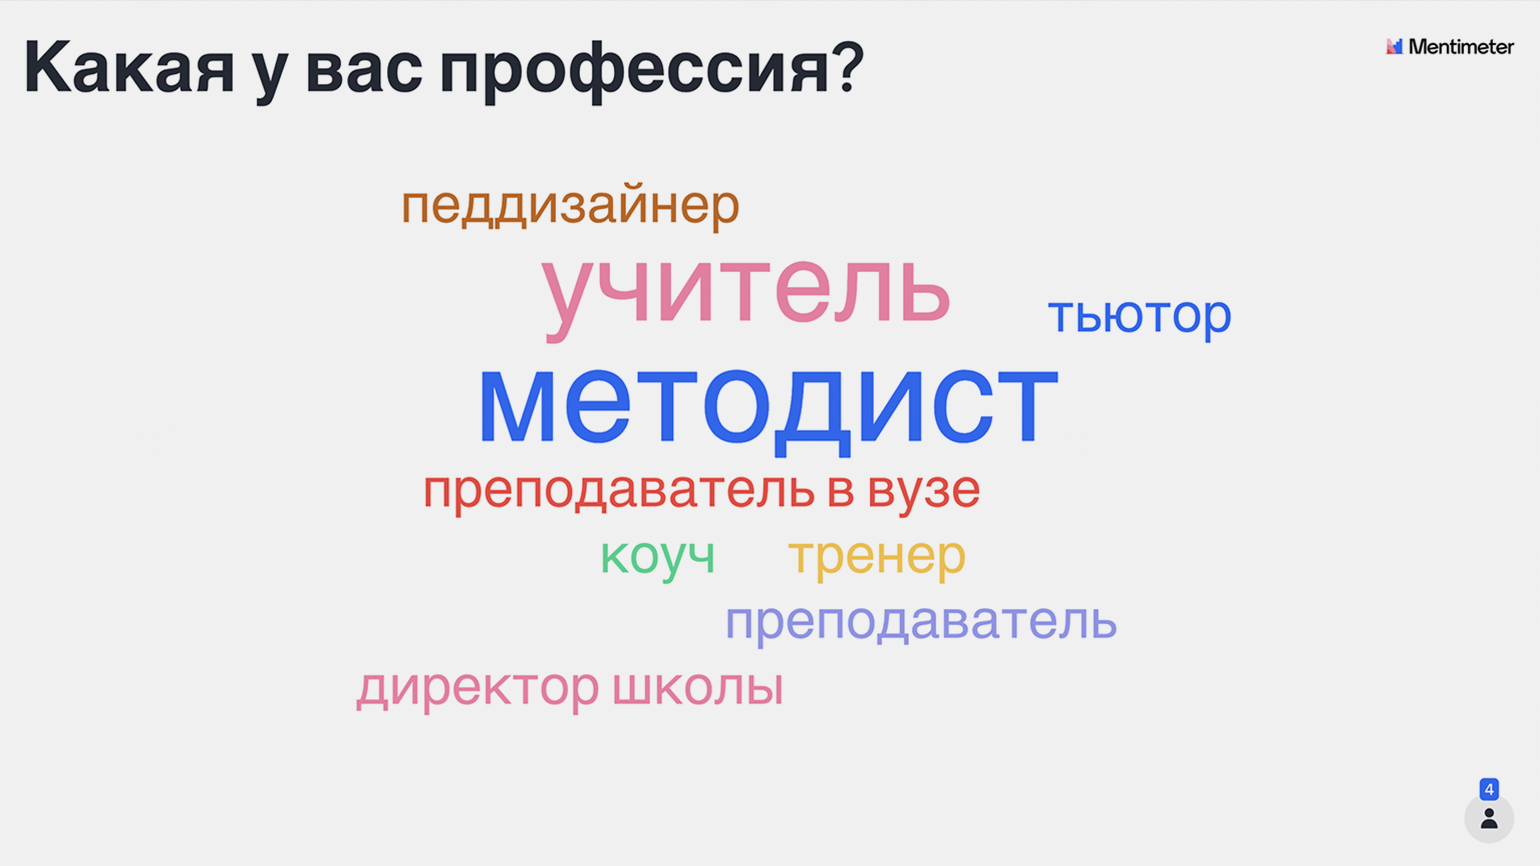 Какая у вас профессия?
Mentimeter
педдизайнер
учитель
тьютор
методист
преподаватель в вузе
коуч тренер
преподаватель
директор школы
4